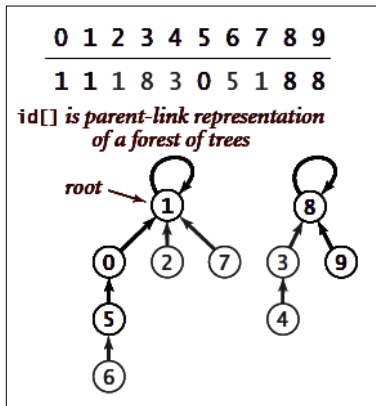 0 1 2 3 4 5 6 7 8 9
1 1 1 8 3 0 5 1 8 8
id[] is parent-link representation
of a forest of trees
root
1 8
0 2 7 3 9
5 4
6